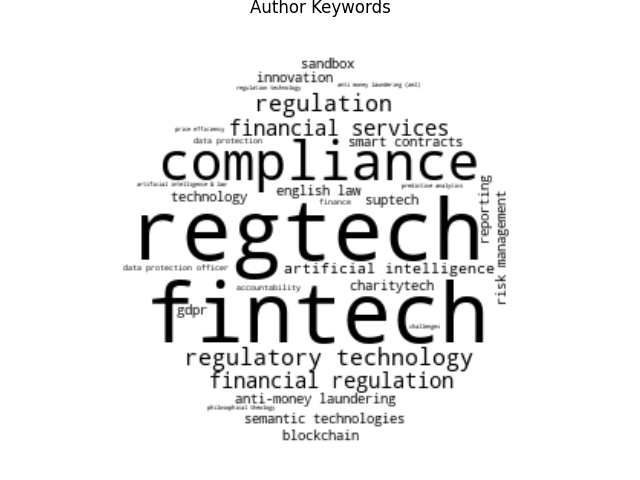 Author Keywords
sandbox
innovation
regulation technology
anti money laundering (aml)
regulation
price efficiency
financial services
data protection
smart contracts
compliance
artificial intelligence & law
english law
predictive analytics
technology
finance
suptech
reporting
risk management
regtech
data protection officer
artificial intelligence
accountability
charitytech
fintech
gdpr
challenges
regulatory technology
financial regulation
anti-money laundering
philosophical theology
semantic technologies
blockchain